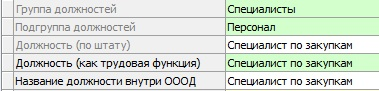 Группа должностей Специалисты
Подгруппа должностей Персонал
Должность (по штату) Специалист по закупкам
Должность (как трудовая функция) Специалист по закупкам
Название должности внутри ОООД Специалист по закупкам